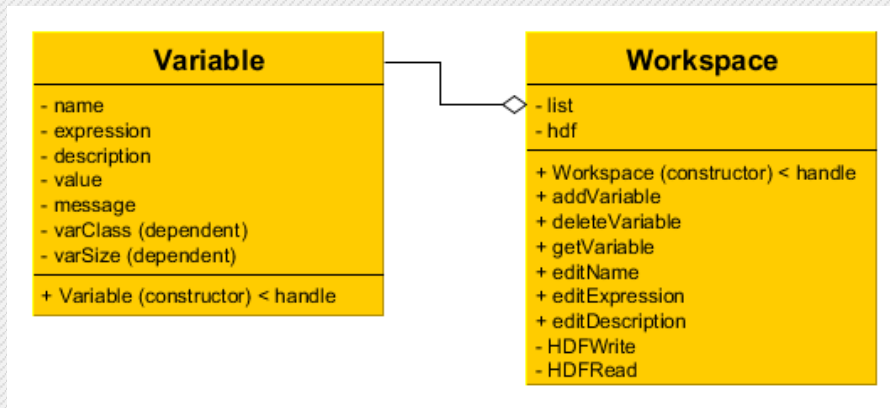 Variable
- name
- expression
- description
- value
- message
- varClass (dependent)
- varSize (dependent)
+ Variable (constructor) < handle
Workspace
- list
- hdf
+ Workspace (constructor) < handle
+ addVariable
+ deleteVariable
+ getVariable
+ editName
+ editExpression
+ editDescription
- HDFWrite
- HDFRead